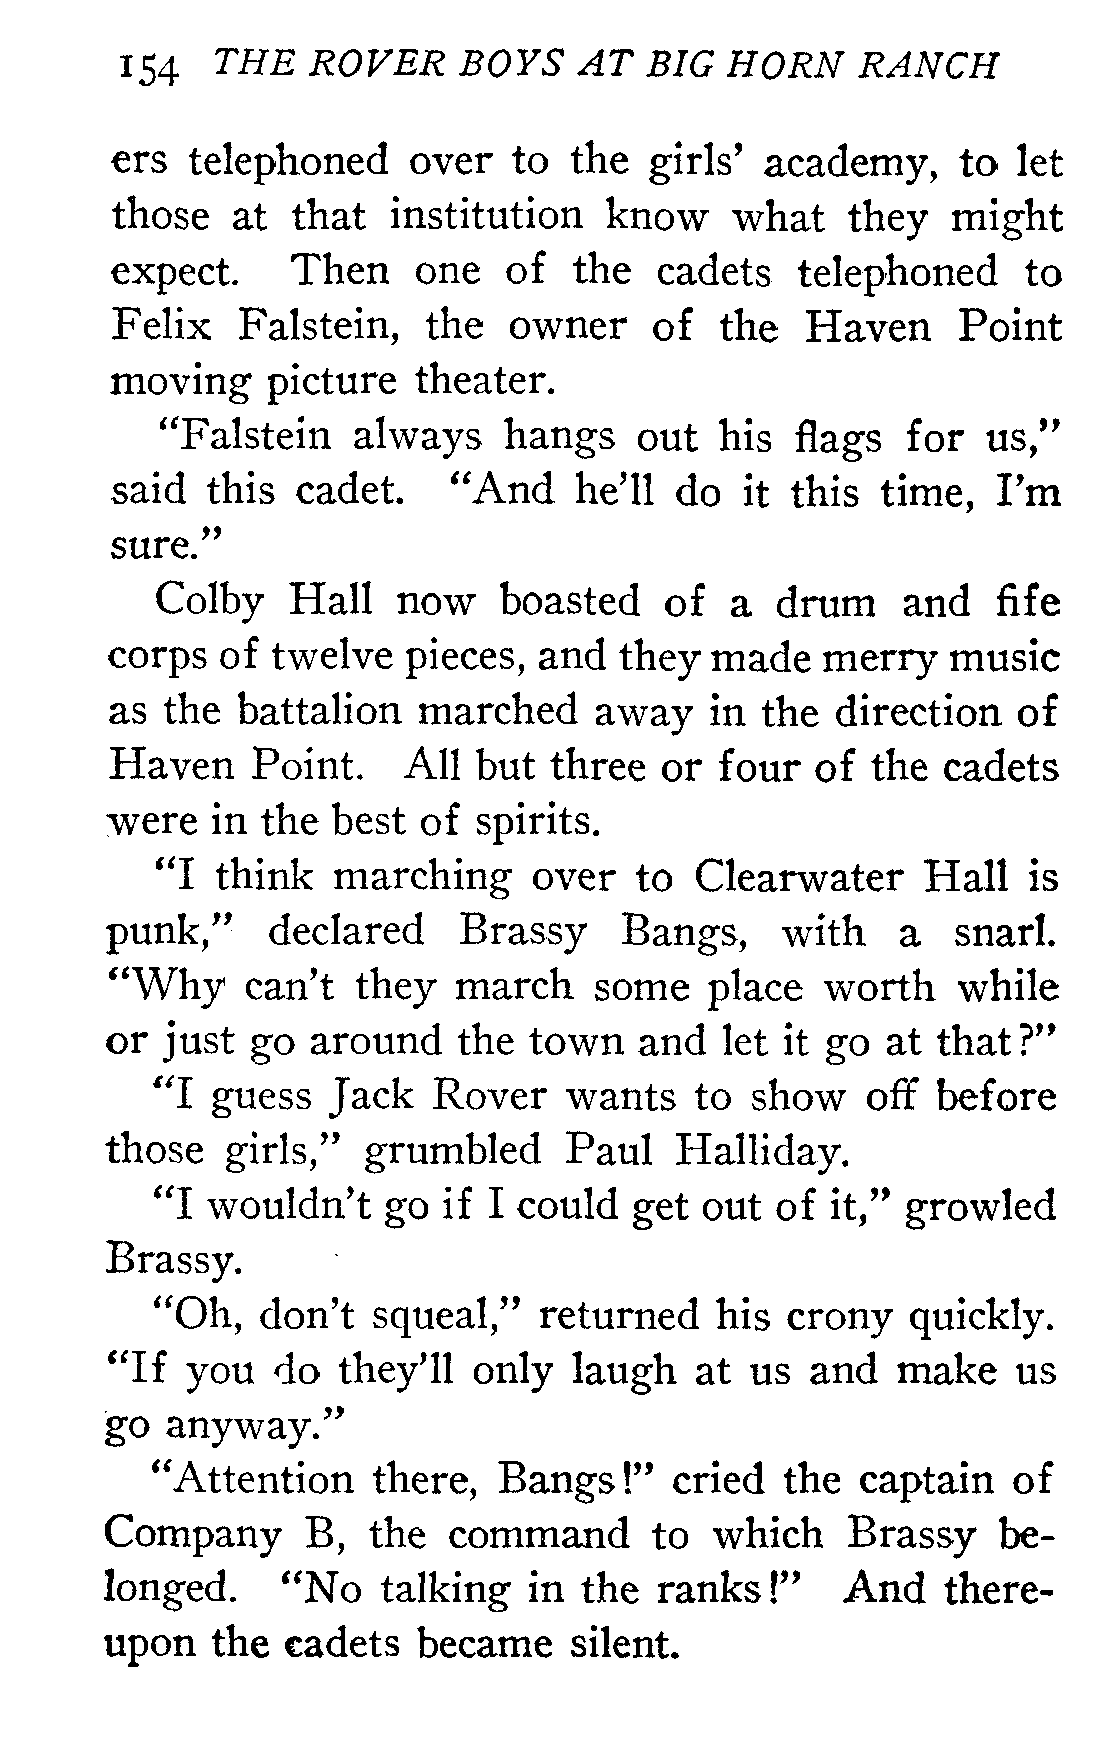 154 THE ROVER BOYS AT BIG HORN RANCH
ers telephoned over to the girls' academy, to let
those at that institution know what they might
expect. Then one of the cadets telephoned to
Felix Falstein, the owner of the Haven Point
moving picture theater.
"Falstein always hangs out his flags for us,"
said this cadet. "And he'll do it this time, I'm
sure."
Colby Hall now boasted of a drum and fife
corps of twelve pieces, and they made merry music
as the battalion marched away in the direction of
Haven Point. All but three or four of the cadets
were in the best of spirits.
"I think marching over to Clearwater Hall is
punk," declared Brassy Bangs, with a snarl.
"Why can't they march some place worth while
or just go around the town and let it go at that?"
"I guess Jack Rover wants to show off before
those girls," grumbled Paul Halliday.
"I wouldn't go if I could get out of it," growled
Brassy.
"Oh, don't squeal," returned his crony quickly.
"If you do they'll only laugh at us and make us
go anyway."
"Attention there, Bangs!" cried the captain of
Company B, the command to which Brassy be-
longed. "No talking in the ranks!" And there-
upon the cadets became silent.